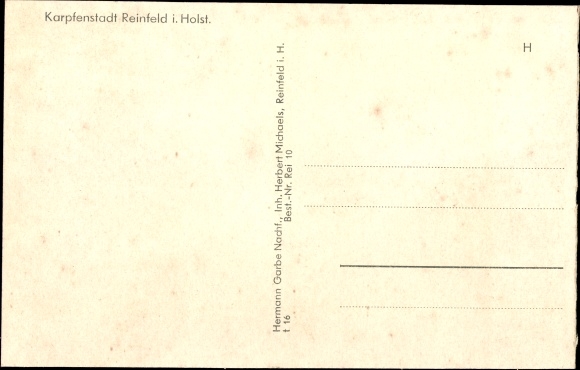 Karpfenstadt Reinfeld i. Holst.
H
Hermann Garbe Nachf., Inh. Herbert Michaels, Reinfeld i. H.
t 16 Best.-Nr. Rei 10